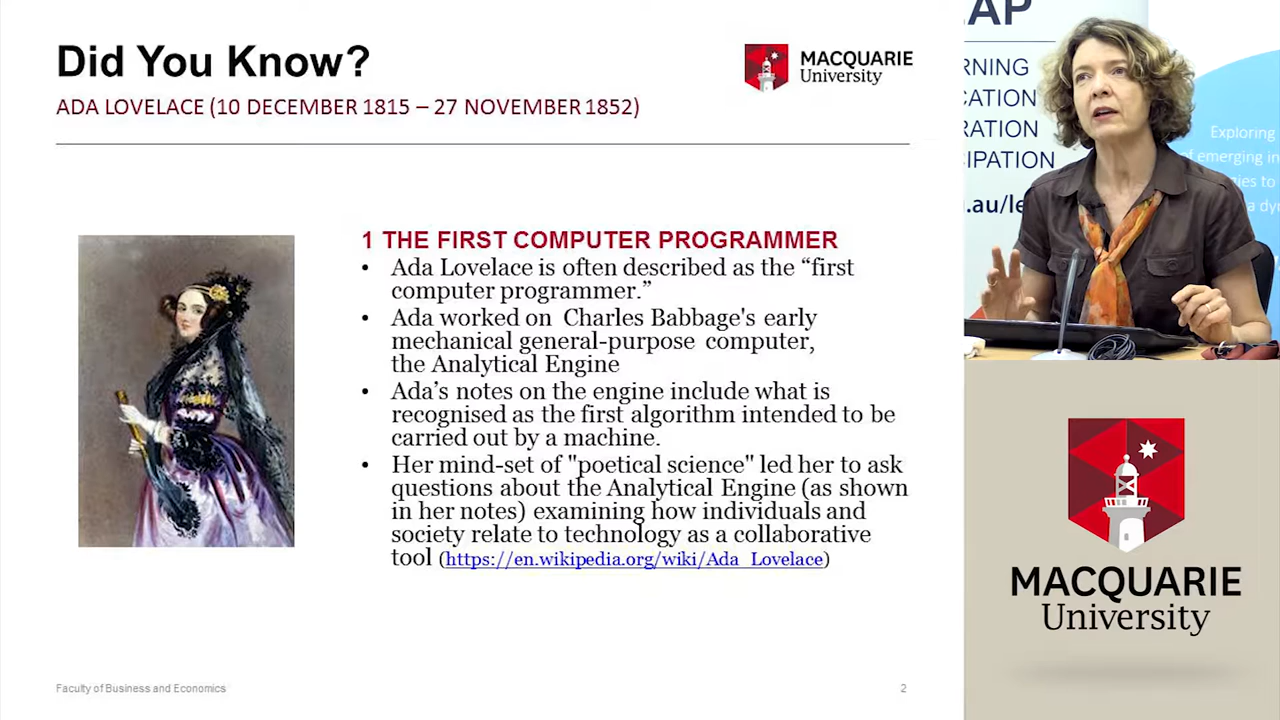 Did You Know?
ADA LOVELACE (10 DECEMBER 1815 – 27 NOVEMBER 1852)
MACQUARIE
University
1 THE FIRST COMPUTER PROGRAMMER
• Ada Lovelace is often described as the “first
computer programmer.”
• Ada worked on Charles Babbage's early
mechanical general-purpose computer,
the Analytical Engine
• Ada’s notes on the engine include what is
recognised as the first algorithm intended to be
carried out by a machine.
• Her mind-set of "poetical science" led her to ask
questions about the Analytical Engine (as shown
in her notes) examining how individuals and
society relate to technology as a collaborative
tool (https://en.wikipedia.org/wiki/Ada_Lovelace)
Faculty of Business and Economics
2
AP
RNING
CATION
RATION
IPATION
.au/le
Exploring
of emerging in
gies to
a dy
MACQUARIE
University